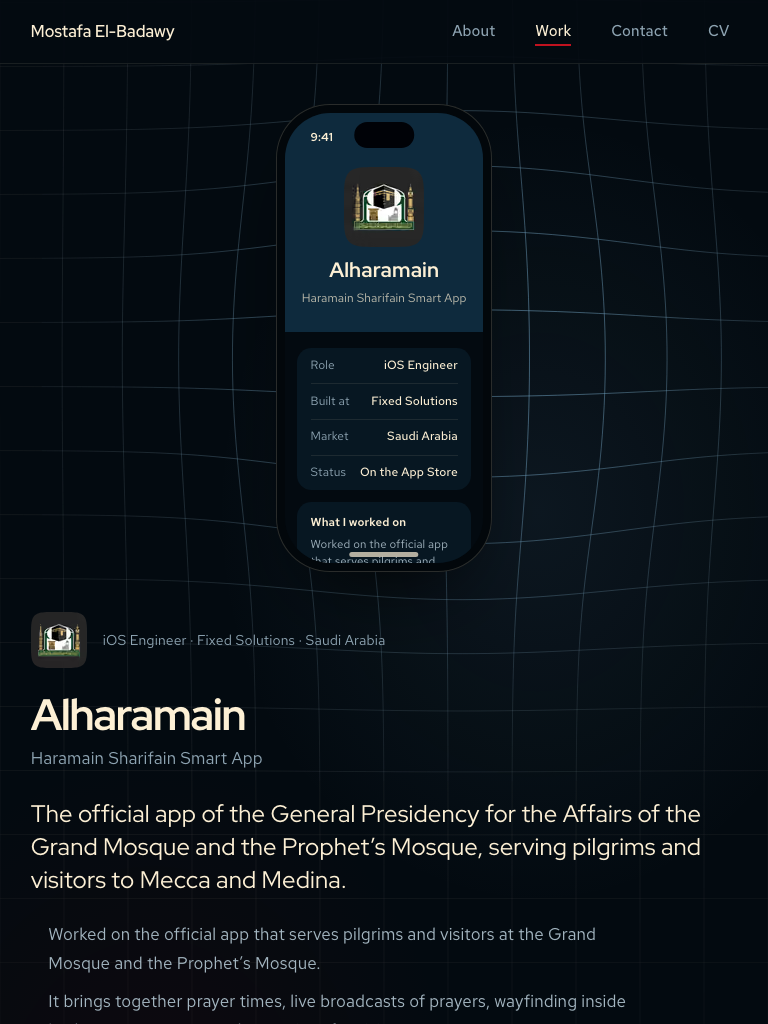 Mostafa El-Badawy
About
Work
Contact
CV
9:41
Alharamain
Haramain Sharifain Smart App
Role iOS Engineer
Built at Fixed Solutions
Market Saudi Arabia
Status On the App Store
What I worked on
Worked on the official app
that serves pilgrims and
iOS Engineer · Fixed Solutions · Saudi Arabia
Alharamain
Haramain Sharifain Smart App
The official app of the General Presidency for the Affairs of the
Grand Mosque and the Prophet’s Mosque, serving pilgrims and
visitors to Mecca and Medina.
Worked on the official app that serves pilgrims and visitors at the Grand
Mosque and the Prophet’s Mosque.
It brings together prayer times, live broadcasts of prayers, wayfinding inside